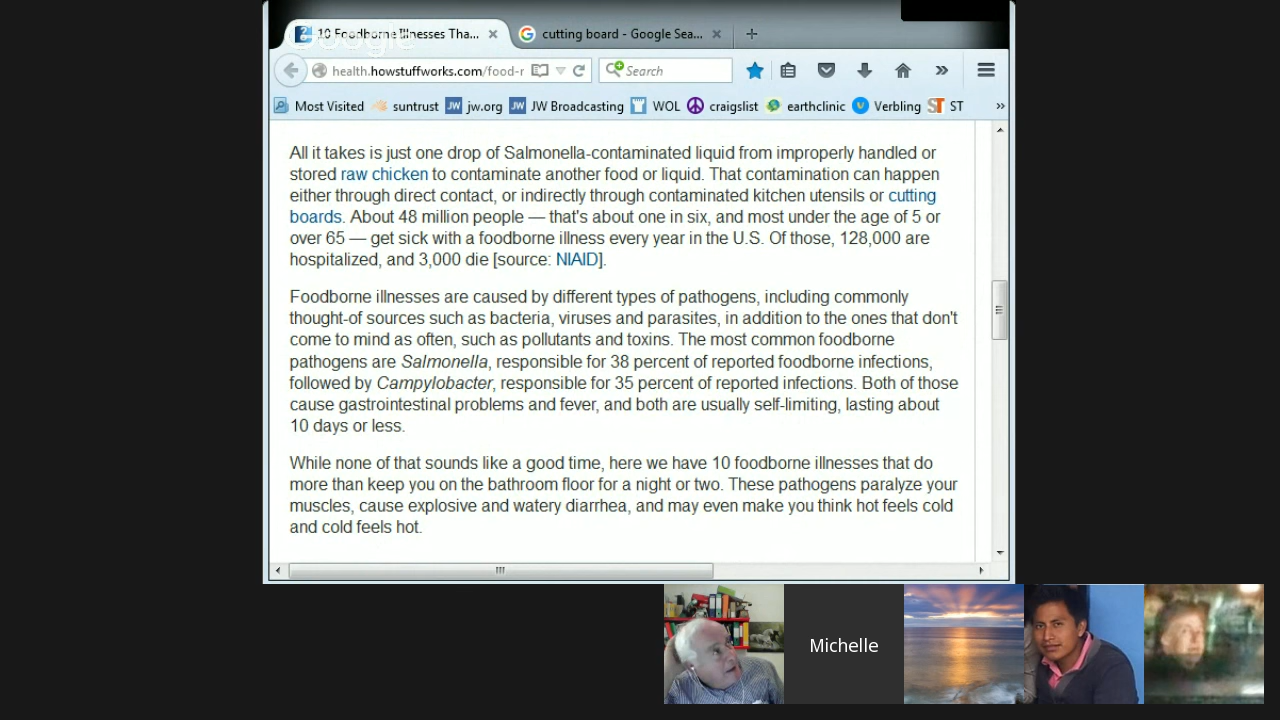 Google
10 Foodborne Illnesses Tha...
cutting board - Google Sea...
health.howstuffworks.com/food-r
Search
Most Visited
suntrust
JW jw.org
JW JW Broadcasting
WOL
craigslist
earthclinic
V Verbling
ST ST
All it takes is just one drop of Salmonella-contaminated liquid from improperly handled or
stored raw chicken to contaminate another food or liquid. That contamination can happen
either through direct contact, or indirectly through contaminated kitchen utensils or cutting
boards. About 48 million people — that's about one in six, and most under the age of 5 or
over 65 — get sick with a foodborne illness every year in the U.S. Of those, 128,000 are
hospitalized, and 3,000 die [source: NIAID].
Foodborne illnesses are caused by different types of pathogens, including commonly
thought-of sources such as bacteria, viruses and parasites, in addition to the ones that don't
come to mind as often, such as pollutants and toxins. The most common foodborne
pathogens are Salmonella, responsible for 38 percent of reported foodborne infections,
followed by Campylobacter, responsible for 35 percent of reported infections. Both of those
cause gastrointestinal problems and fever, and both are usually self-limiting, lasting about
10 days or less.
While none of that sounds like a good time, here we have 10 foodborne illnesses that do
more than keep you on the bathroom floor for a night or two. These pathogens paralyze your
muscles, cause explosive and watery diarrhea, and may even make you think hot feels cold
and cold feels hot.
Michelle